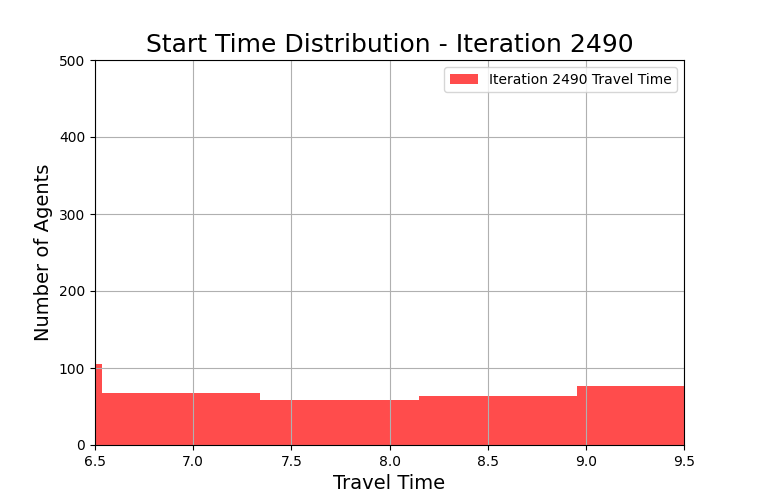 Start Time Distribution - Iteration 2490
500
400
300
200
100
0
Number of Agents
Iteration 2490 Travel Time
6.5 7.0 7.5 8.0 8.5 9.0 9.5
Travel Time